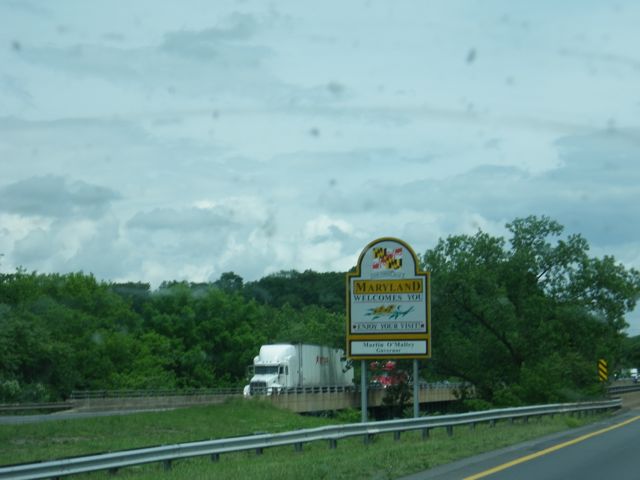 MARYLAND
WELCOMES YOU
ENJOY YOUR VISIT!
Martin O'Malley
Governor